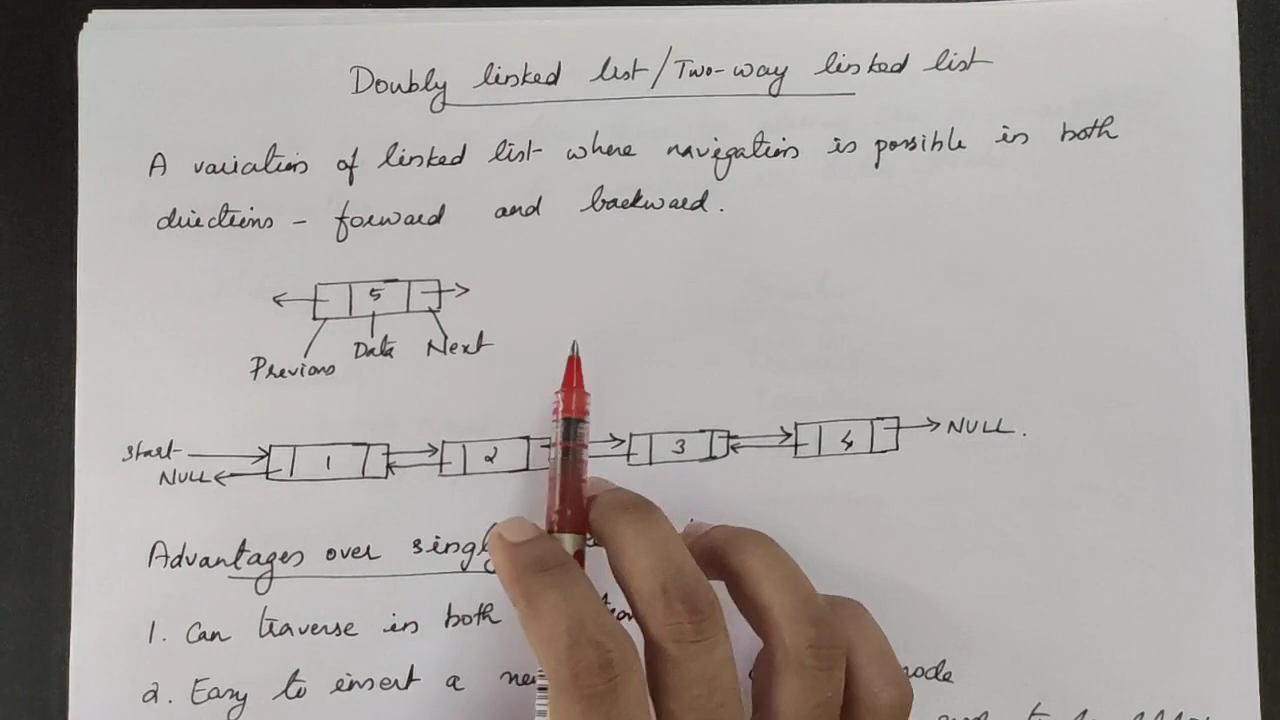 Doubly linked list/Two-way linked list
A variation of linked list where navigation is possible in both
directions - forward and backward.
5
Previous Data Next
Start
1 2 3 4 NULL.
NULL
Advantages over
1. Can traverse in both
2. Easy to insert a node